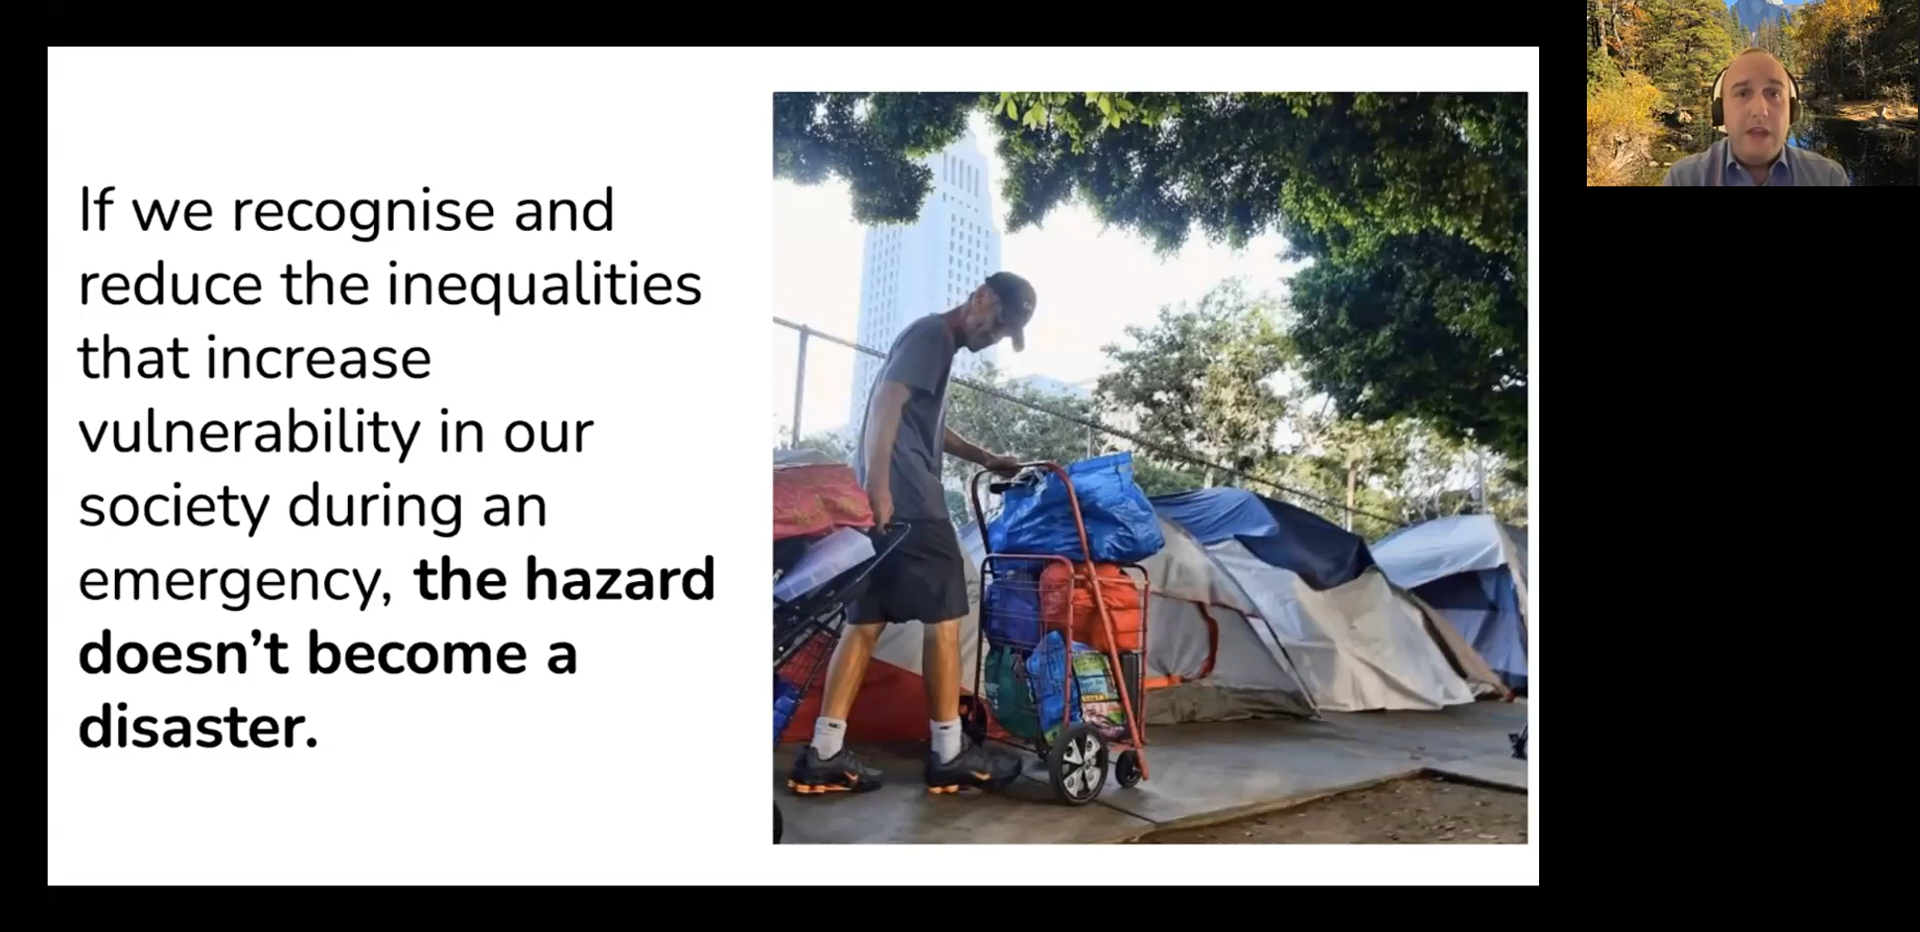 If we recognise and
reduce the inequalities
that increase
vulnerability in our
society during an
emergency, the hazard
doesn’t become a
disaster.